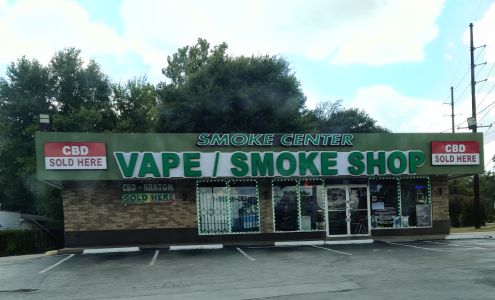 SMOKE CENTER
CBD
SOLD HERE
VAPE / SMOKE SHOP
CBD
SOLD HERE
CBD - KRATOM
SOLD HERE